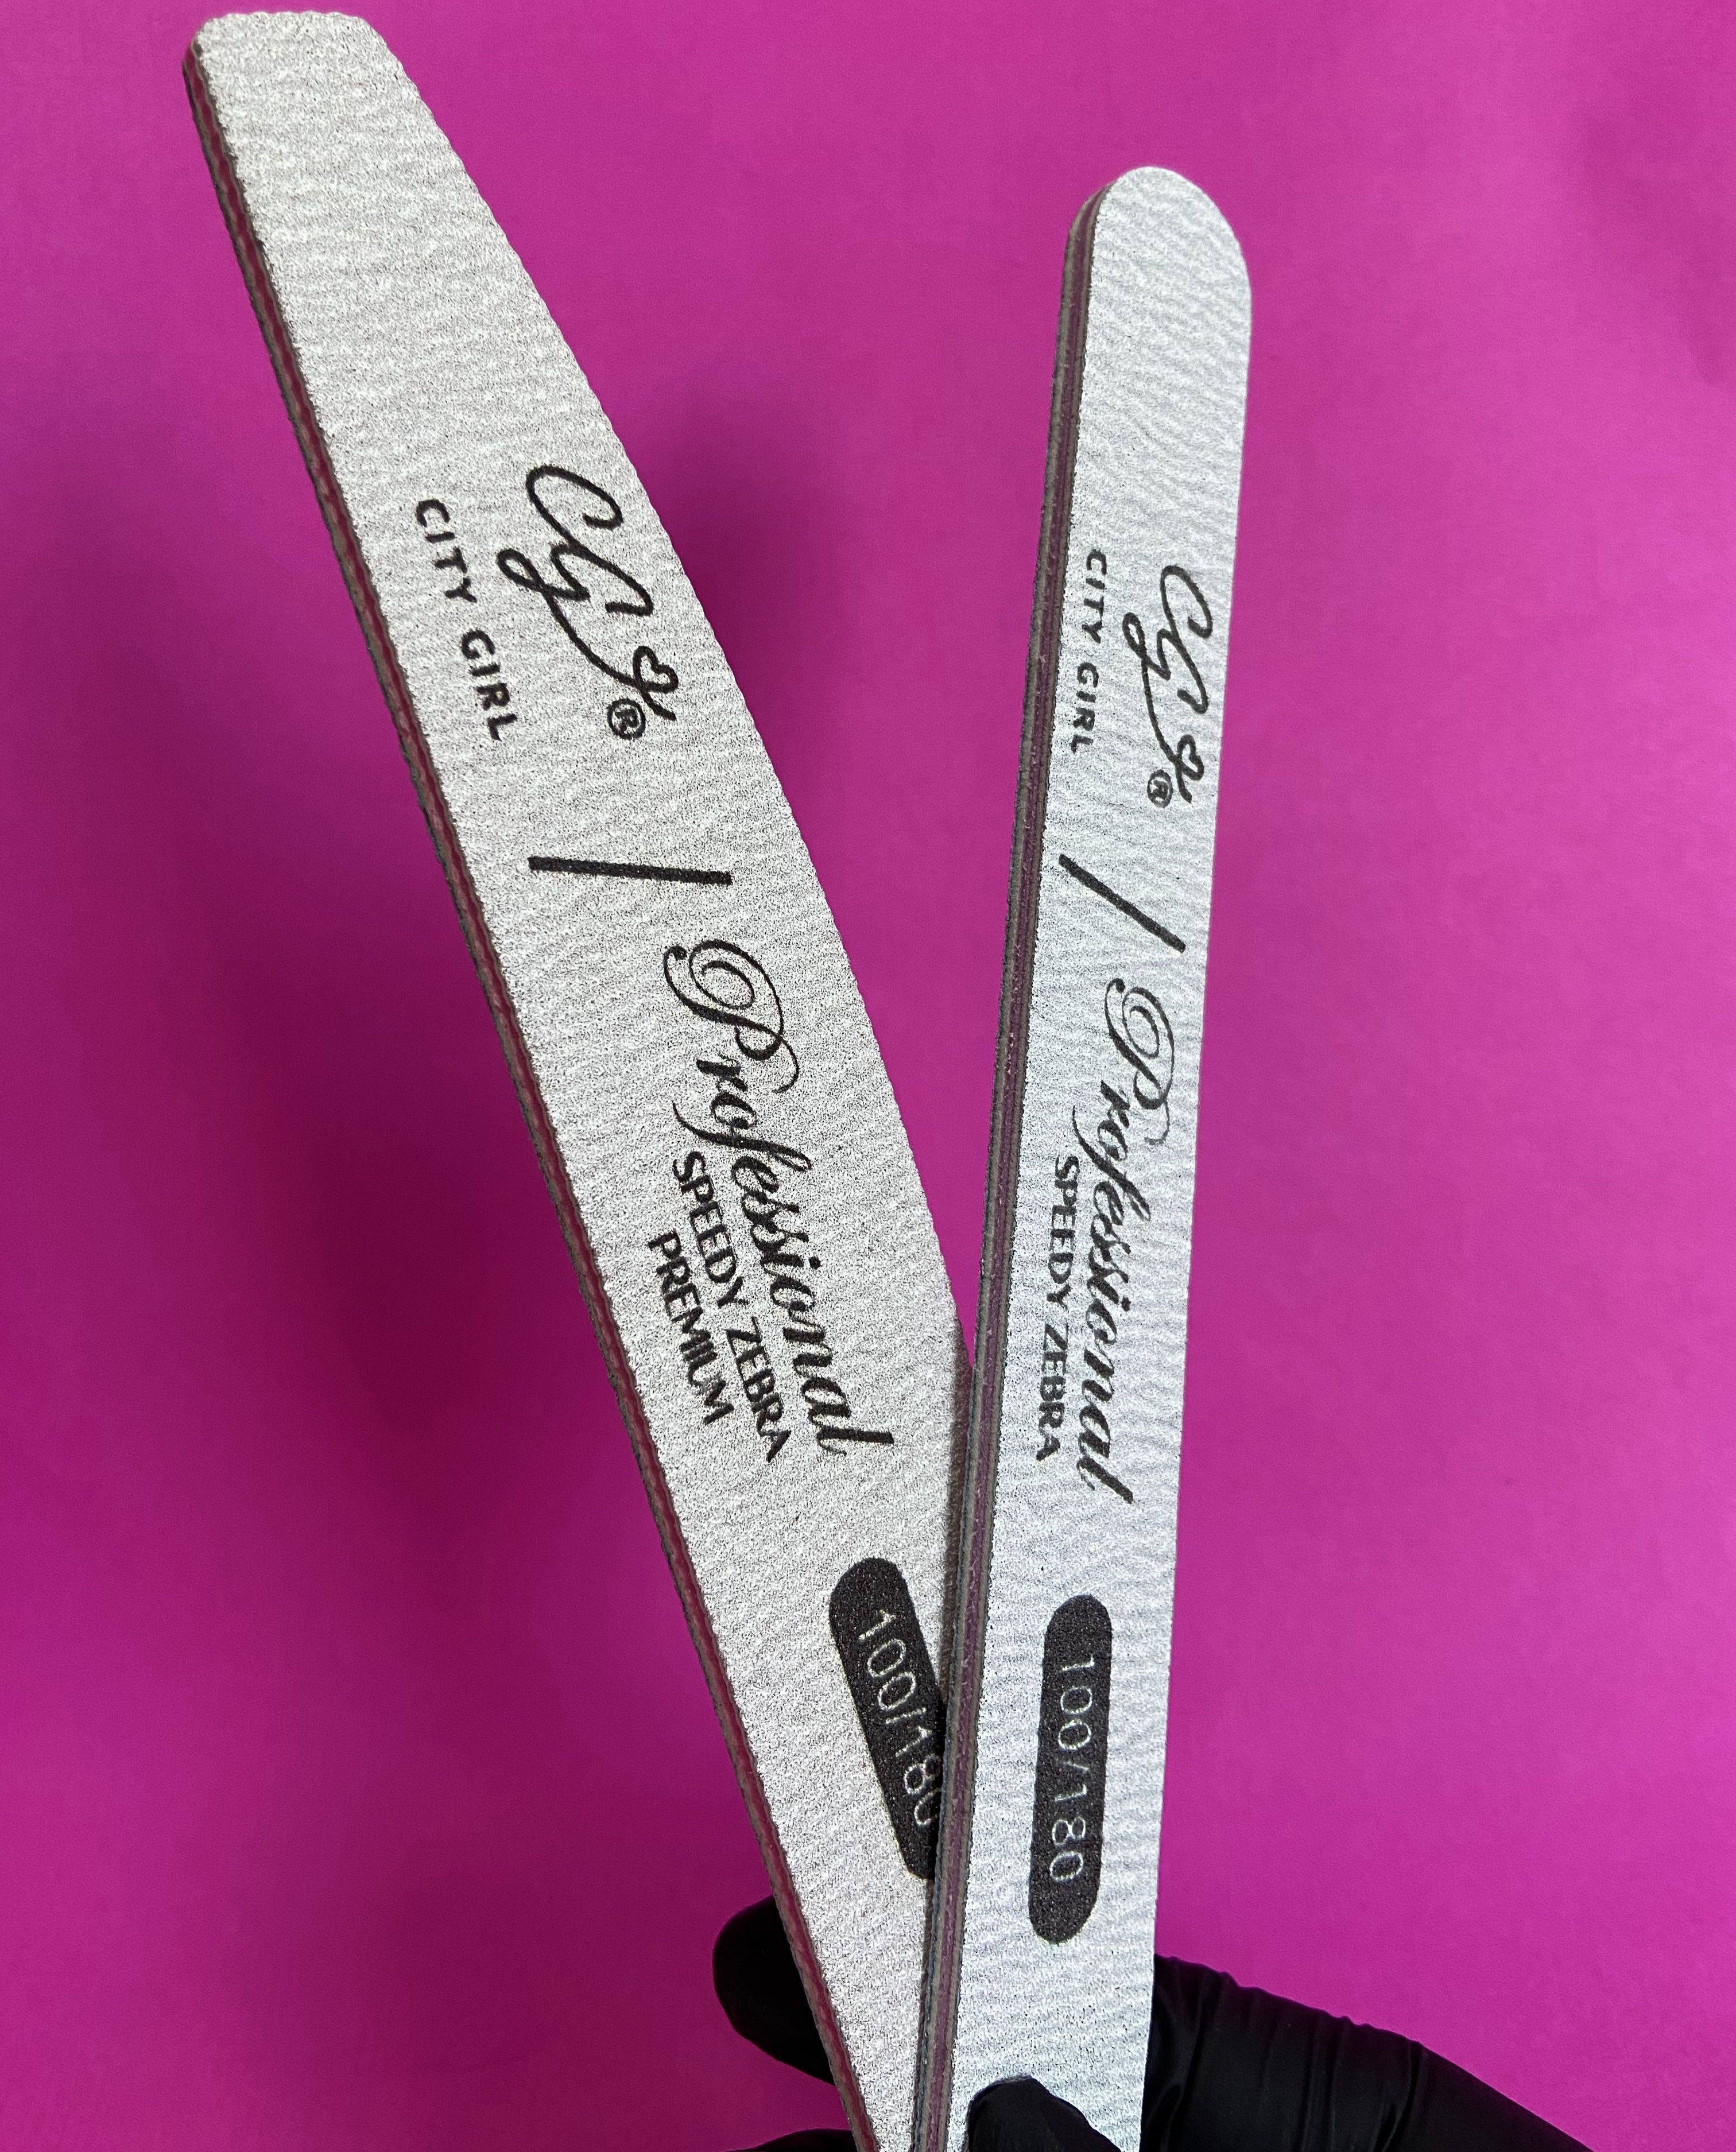 CG®
CITY GIRL
Professional
SPEEDY ZEBRA
PREMIUM
100/180
CG®
CITY GIRL
Professional
SPEEDY ZEBRA
100/180